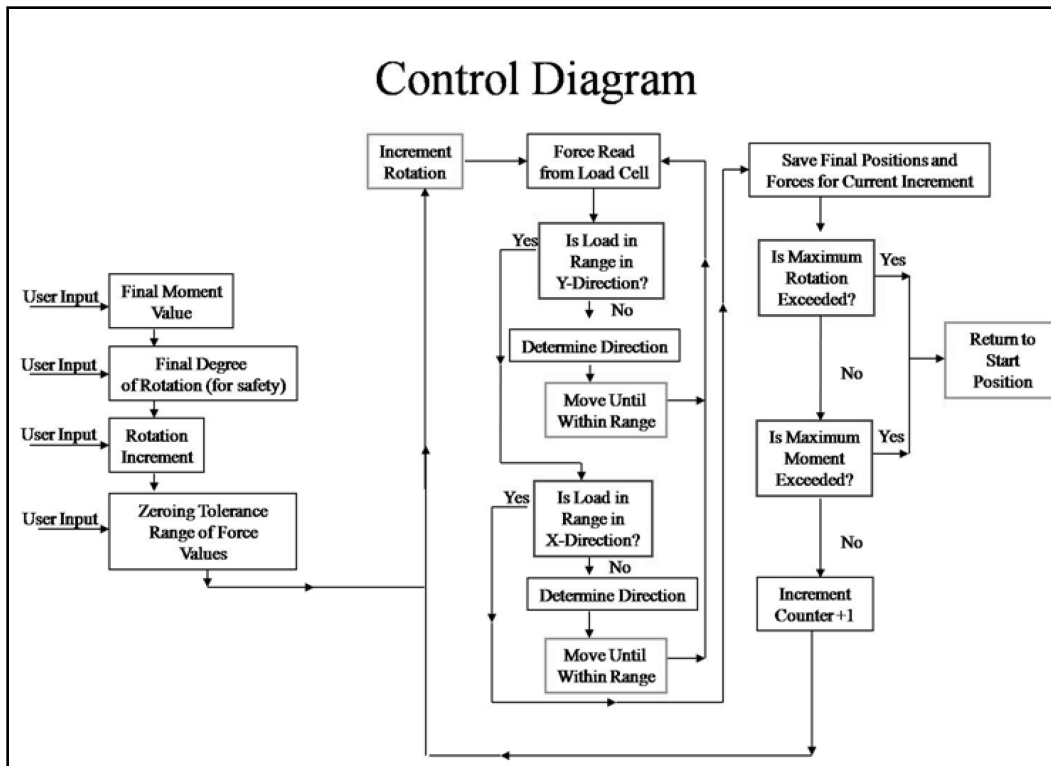 Control Diagram
User Input
Final Moment
Value
User Input
Final Degree
of Rotation (for safety)
User Input
Rotation
Increment
User Input
Zeroing Tolerance
Range of Force
Values
Increment
Rotation
Force Read
from Load Cell
Yes
Is Load in
Range in
Y-Direction?
No
Determine Direction
Move Until
Within Range
Yes
Is Load in
Range in
X-Direction?
No
Determine Direction
Move Until
Within Range
Save Final Positions and
Forces for Current Increment
Is Maximum
Rotation
Exceeded?
Yes
No
Return to
Start
Position
Is Maximum
Moment
Exceeded?
Yes
No
Increment
Counter +1